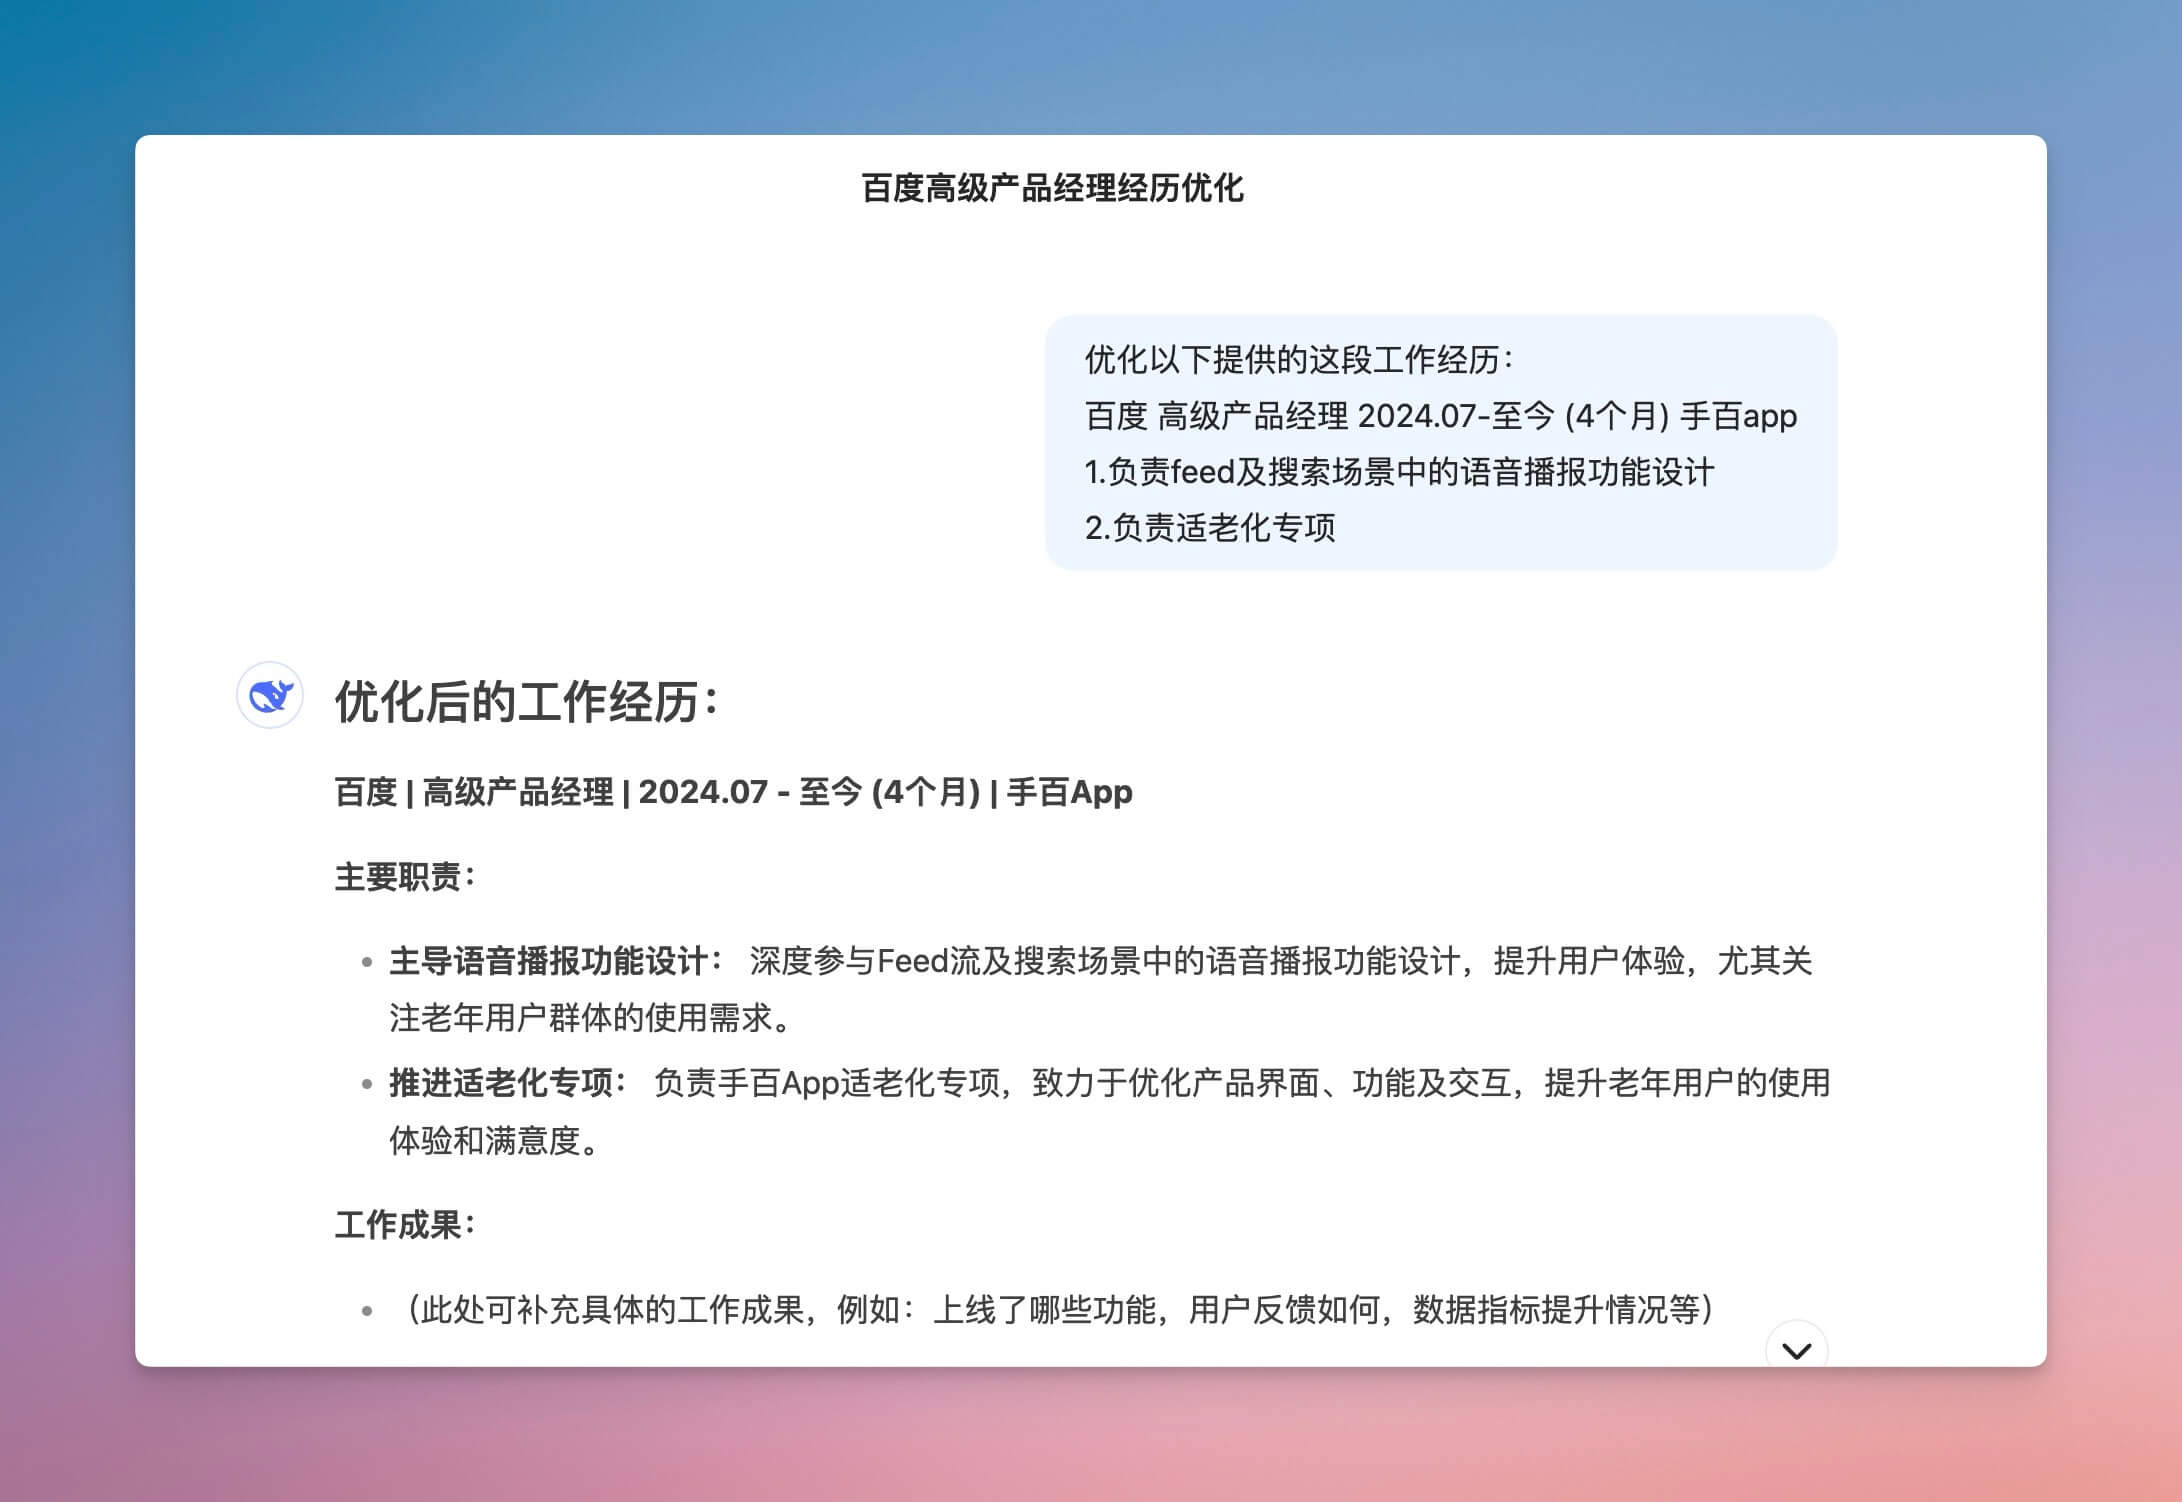 百度高级产品经理经历优化
优化以下提供的这段工作经历：
百度 高级产品经理 2024.07-至今 (4个月) 手百app
1.负责feed及搜索场景中的语音播报功能设计
2.负责适老化专项
优化后的工作经历：
百度 | 高级产品经理 | 2024.07 - 至今 (4个月) | 手百App
主要职责：
主导语音播报功能设计： 深度参与Feed流及搜索场景中的语音播报功能设计，提升用户体验，尤其关
注老年用户群体的使用需求。
推进适老化专项： 负责手百App适老化专项，致力于优化产品界面、功能及交互，提升老年用户的使用
体验和满意度。
工作成果：
（此处可补充具体的工作成果，例如：上线了哪些功能，用户反馈如何，数据指标提升情况等）